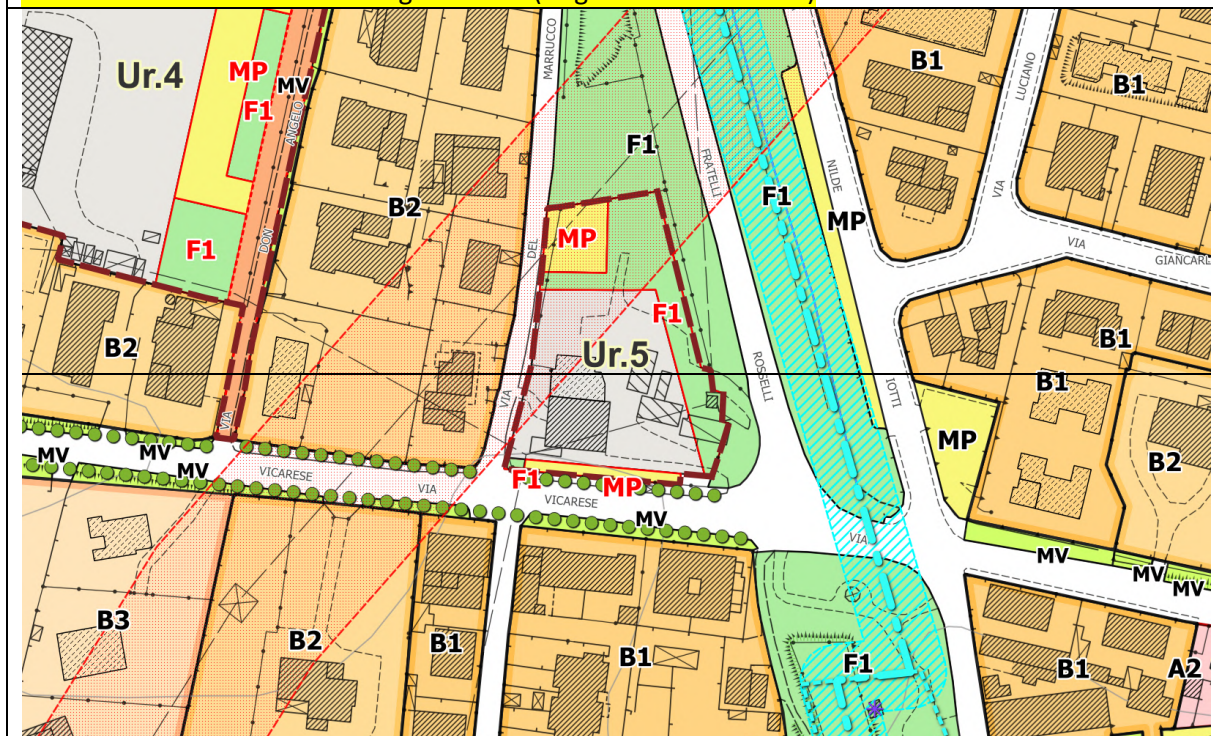 Ur.4
MP
F1
MV
ANGELO
DON
VIA
F1
B2
B2
MARRUCCO
DEL
VIA
F1
FRATELLI
ROSSELLI
F1
NILDE
IOTTI
MP
B1
LUCIANO
VIA
B1
VIA
GIANCARL
MP
F1
Ur.5
B1
B1
MP
B2
MV
MV
MV
VICARESE
VIA
F1
MP
VICARESE
MV
VIA
MV
MV
MV
B3
B2
B1
B1
F1
B1
A2